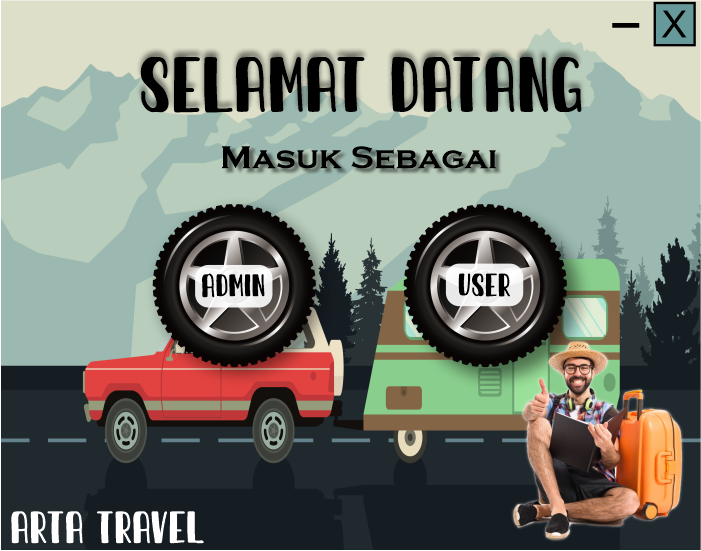 X
SELAMAT DATANG
MASUK SEBAGAI
ADMIN
USER
ARTA TRAVEL